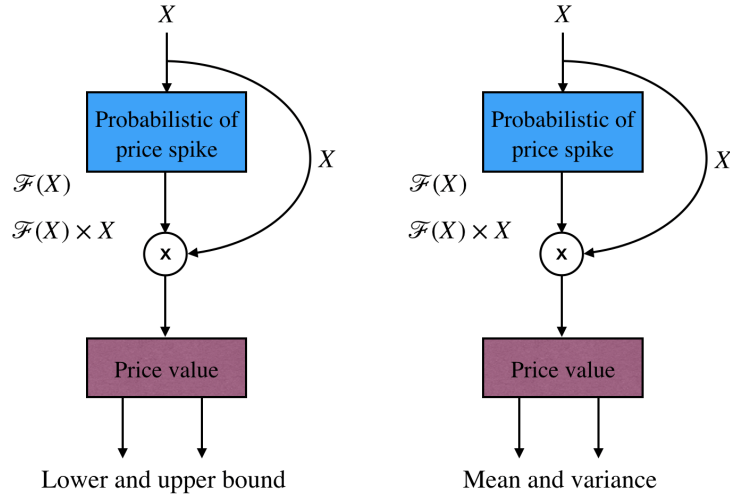 X
Probabilistic of
price spike
X
ℱ(X)
ℱ(X) × X
x
Price value
Lower and upper bound
X
Probabilistic of
price spike
X
ℱ(X)
ℱ(X) × X
x
Price value
Mean and variance